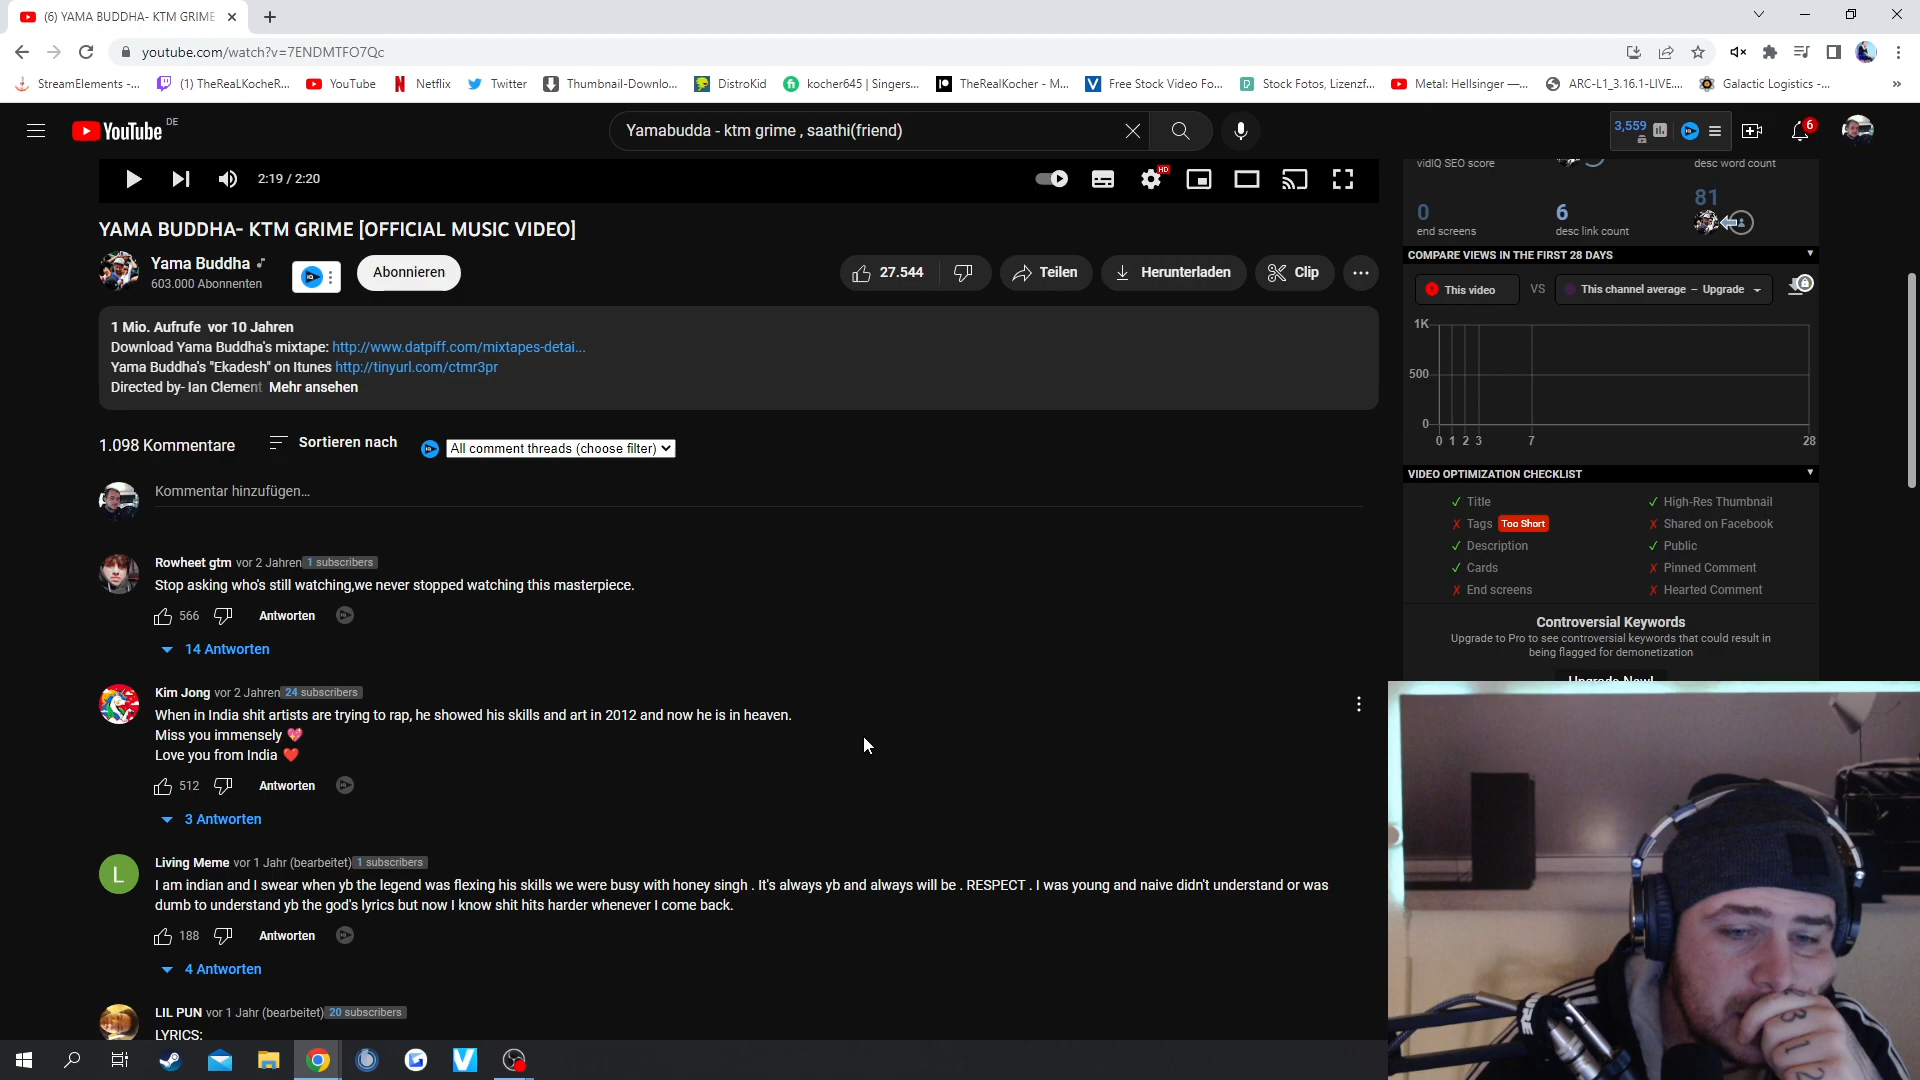 (6) YAMA BUDDHA- KTM GRIME
youtube.com/watch?v=7ENDMTFO7Qc
StreamElements -...
(1) TheReaLKocheR...
YouTube
Netflix
Twitter
Thumbnail-Downlo...
DistroKid
kocher645 | Singers...
TheRealKocher - M...
Free Stock Video Fo...
Stock Fotos, Lizenzf...
Metal: Hellsinger —...
ARC-L1_3.16.1-LIVE....
Galactic Logistics -...
YouTube DE
Yamabudda - ktm grime , saathi(friend)
3,559
6
2:19 / 2:20
HD
vidIQ SEO score
desc word count
0
end screens
6
desc link count
81
YAMA BUDDHA- KTM GRIME [OFFICIAL MUSIC VIDEO]
Yama Buddha
603.000 Abonnenten
Abonnieren
27.544
Teilen
Herunterladen
Clip
COMPARE VIEWS IN THE FIRST 28 DAYS
This video
VS
This channel average – Upgrade
1K
500
0
0 1 2 3 7 28
1 Mio. Aufrufe vor 10 Jahren
Download Yama Buddha's mixtape: http://www.datpiff.com/mixtapes-detai...
Yama Buddha's "Ekadesh" on Itunes http://tinyurl.com/ctmr3pr
Directed by- Ian Clement Mehr ansehen
1.098 Kommentare
Sortieren nach
All comment threads (choose filter)
Kommentar hinzufügen...
VIDEO OPTIMIZATION CHECKLIST
✓ Title
✓ High-Res Thumbnail
✗ Tags Too Short
✗ Shared on Facebook
✓ Description
✓ Public
✓ Cards
✗ Pinned Comment
✗ End screens
✗ Hearted Comment
Controversial Keywords
Upgrade to Pro to see controversial keywords that could result in
being flagged for demonetization
Upgrade Now!
Rowheet gtm vor 2 Jahren 1 subscribers
Stop asking who's still watching,we never stopped watching this masterpiece.
566
Antworten
14 Antworten
Kim Jong vor 2 Jahren 24 subscribers
When in India shit artists are trying to rap, he showed his skills and art in 2012 and now he is in heaven.
Miss you immensely 💖
Love you from India ❤️
512
Antworten
3 Antworten
L
Living Meme vor 1 Jahr (bearbeitet) 1 subscribers
I am indian and I swear when yb the legend was flexing his skills we were busy with honey singh . It's always yb and always will be . RESPECT . I was young and naive didn't understand or was
dumb to understand yb the god's lyrics but now I know shit hits harder whenever I come back.
188
Antworten
4 Antworten
LIL PUN vor 1 Jahr (bearbeitet) 20 subscribers
LYRICS: